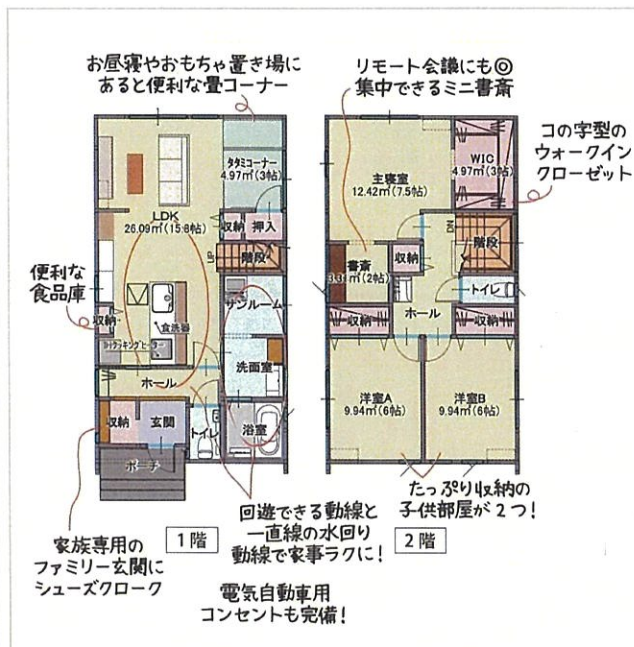 お昼寝やおもちゃ置き場に
あると便利な畳コーナー
リモート会議にも◎
集中できるミニ書斎
コの字型の
ウォークイン
クローゼット
タタミコーナー
4.97㎡(3帖)
LDK
26.09㎡(15.8帖)
収納
押入
階段
UP
便利な
食品庫
収納
サンルーム
食洗器
洗面室
ホール
収納
玄関
トイレ
浴室
ポーチ
主寝室
12.42㎡(7.5帖)
WIC
4.97㎡(3帖)
DN
階段
書斎
3.31㎡(2帖)
収納
トイレ
ホール
収納
収納
洋室A
9.94㎡(6帖)
洋室B
9.94㎡(6帖)
家族専用の
ファミリー玄関に
シューズクローク
1階
回遊できる動線と
一直線の水回り
動線で家事ラクに!
2階
たっぷり収納の
子供部屋が2つ!
電気自動車用
コンセントも完備!